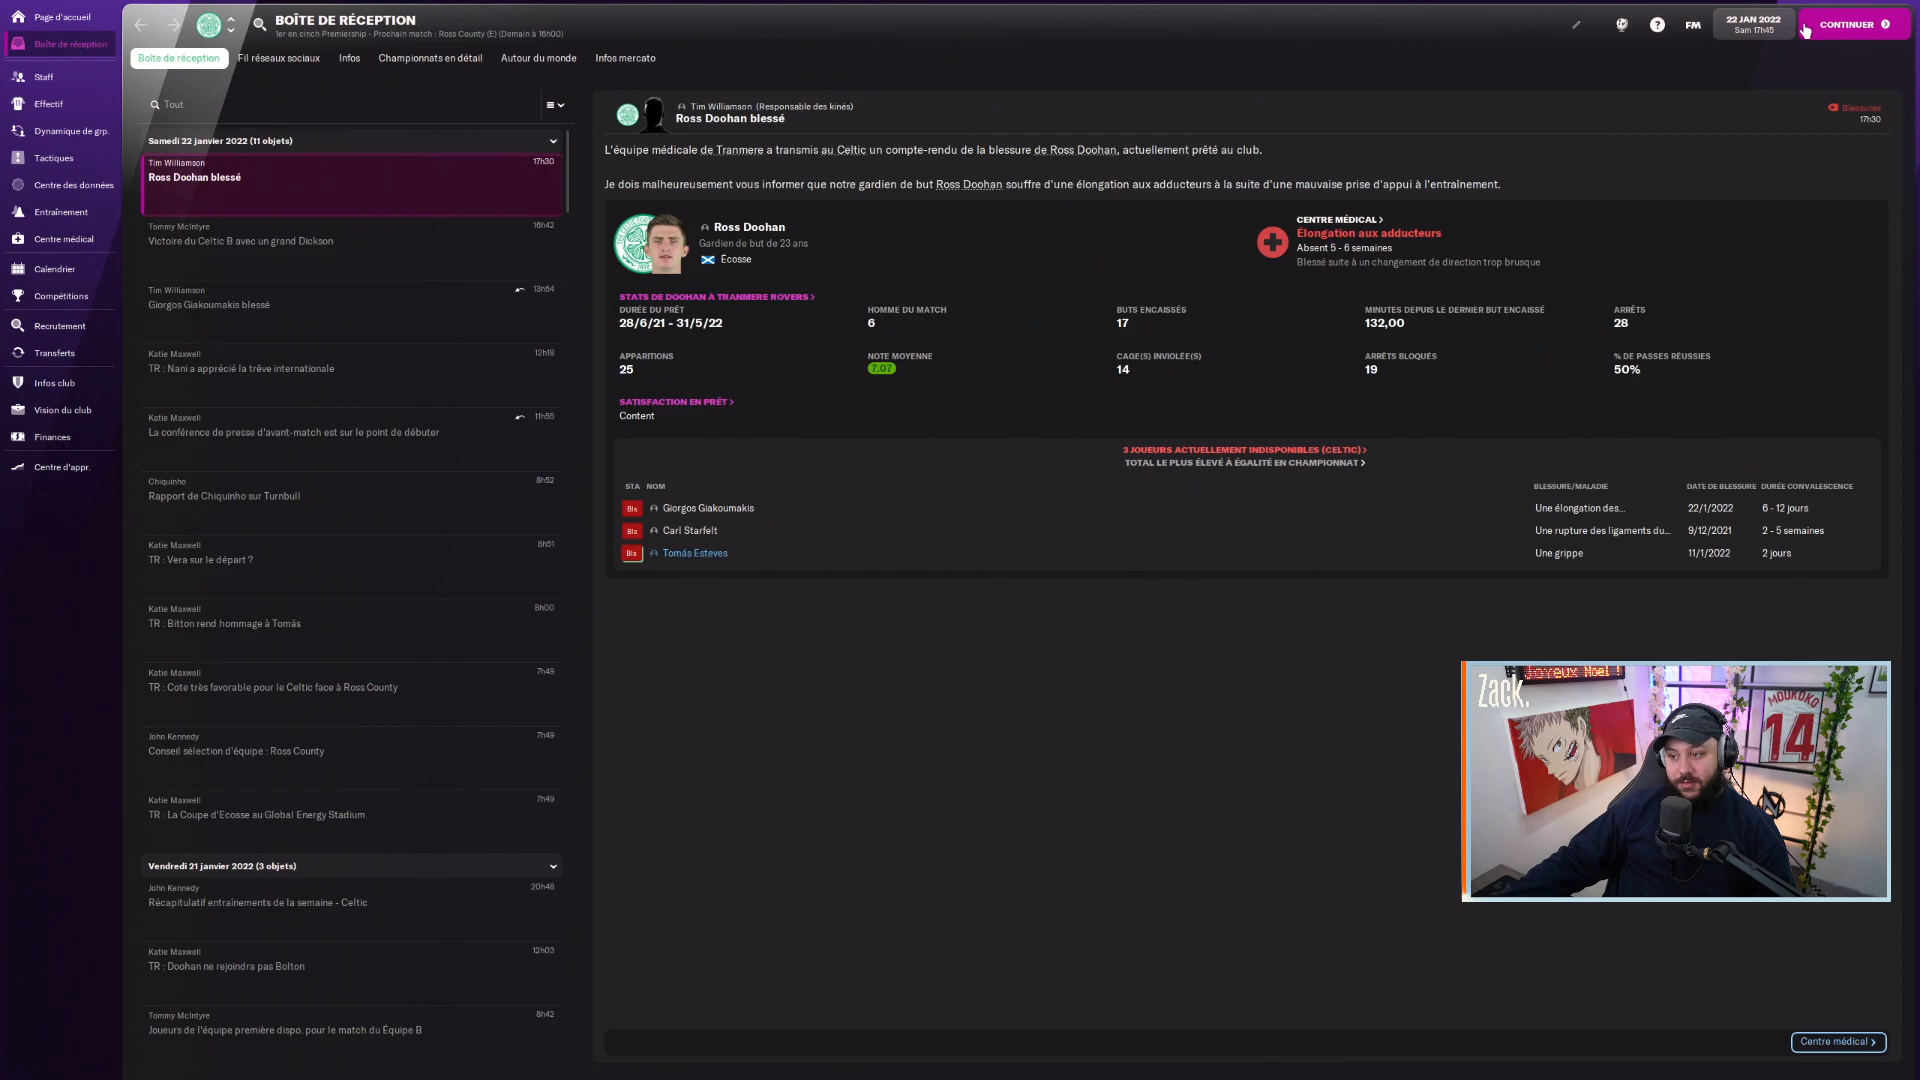 Page d'accueil
Boîte de réception
Staff
Effectif
Dynamique de grp.
Tactiques
Centre des données
Entraînement
Centre médical
Calendrier
Compétitions
Recrutement
Transferts
Infos club
Vision du club
Finances
Centre d'appr.
BOÎTE DE RÉCEPTION
1er en cinch Premiership - Prochain match : Ross County (E) (Demain à 16h00)
FM
22 JAN 2022
Sam 17h45
CONTINUER
Boîte de réception
Fil réseaux sociaux
Infos
Championnats en détail
Autour du monde
Infos mercato
Tout
Samedi 22 janvier 2022 (11 objets)
Tim Williamson 17h30
Ross Doohan blessé
Tommy McIntyre 16h42
Victoire du Celtic B avec un grand Dickson
Tim Williamson 13h54
Giorgos Giakoumakis blessé
Katie Maxwell 12h18
TR : Nani a apprécié la trêve internationale
Katie Maxwell 11h55
La conférence de presse d'avant-match est sur le point de débuter
Chiquinho 8h52
Rapport de Chiquinho sur Turnbull
Katie Maxwell 8h51
TR : Vera sur le départ ?
Katie Maxwell 8h00
TR : Bitton rend hommage à Tomás
Katie Maxwell 7h49
TR : Cote très favorable pour le Celtic face à Ross County
John Kennedy 7h49
Conseil sélection d'équipe : Ross County
Katie Maxwell 7h49
TR : La Coupe d'Ecosse au Global Energy Stadium
Vendredi 21 janvier 2022 (3 objets)
John Kennedy 20h48
Récapitulatif entraînements de la semaine - Celtic
Katie Maxwell 12h03
TR : Doohan ne rejoindra pas Bolton
Tommy McIntyre 8h42
Joueurs de l'équipe première dispo. pour le match du Équipe B
Tim Williamson (Responsable des kinés)
Ross Doohan blessé
Blessures
17h30
L'équipe médicale de Tranmere a transmis au Celtic un compte-rendu de la blessure de Ross Doohan, actuellement prêté au club.
Je dois malheureusement vous informer que notre gardien de but Ross Doohan souffre d'une élongation aux adducteurs à la suite d'une mauvaise prise d'appui à l'entraînement.
Ross Doohan
Gardien de but de 23 ans
Écosse
CENTRE MÉDICAL >
Élongation aux adducteurs
Absent 5 - 6 semaines
Blessé suite à un changement de direction trop brusque
STATS DE DOOHAN À TRANMERE ROVERS >
DURÉE DU PRÊT HOMME DU MATCH BUTS ENCAISSÉS MINUTES DEPUIS LE DERNIER BUT ENCAISSÉ ARRÊTS
28/6/21 - 31/5/22 6 17 132,00 28
APPARITIONS NOTE MOYENNE CAGE(S) INVIOLÉE(S) ARRÊTS BLOQUÉS % DE PASSES RÉUSSIES
25 7.07 14 19 50%
SATISFACTION EN PRÊT >
Content
3 JOUEURS ACTUELLEMENT INDISPONIBLES (CELTIC) >
TOTAL LE PLUS ÉLEVÉ À ÉGALITÉ EN CHAMPIONNAT >
STA NOM BLESSURE/MALADIE DATE DE BLESSURE DURÉE CONVALESCENCE
Bls Giorgos Giakoumakis Une élongation des... 22/1/2022 6 - 12 jours
Bls Carl Starfelt Une rupture des ligaments du... 9/12/2021 2 - 5 semaines
Bls Tomás Esteves Une grippe 11/1/2022 2 jours
Joyeux Noël !
Zack.
MOUKOKO
14
Centre médical >